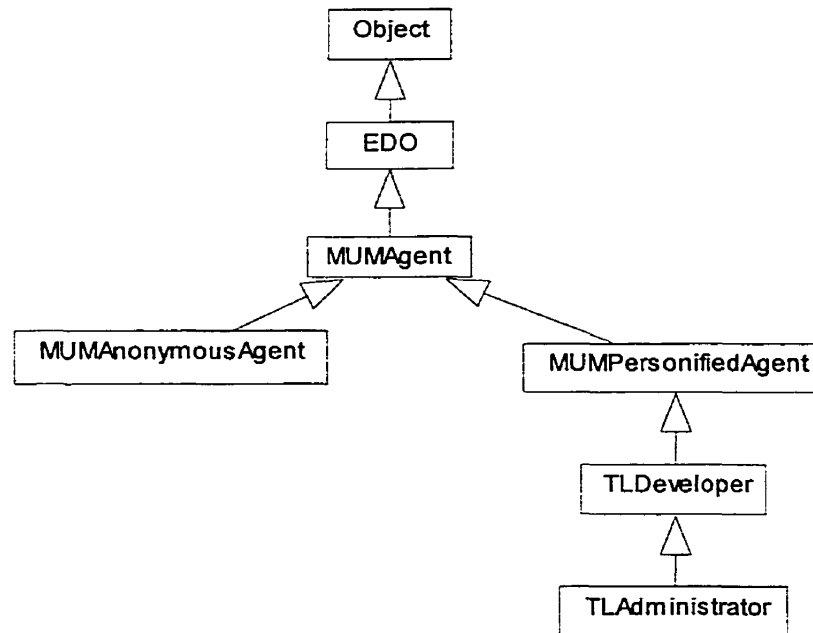 Object
EDO
MUMAgent
MUMAnonymousAgent
MUMPersonifiedAgent
TLDeveloper
TLAdministrator